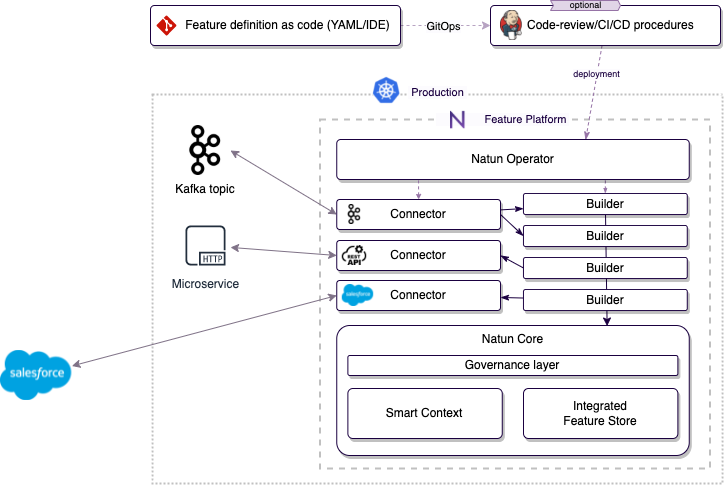 optional
Feature definition as code (YAML/IDE)
GitOps
Code-review/CI/CD procedures
deployment
Production
N
Feature Platform
Natun Operator
Kafka topic
Connector
Builder
Builder
HTTP
Microservice
REST
API
Connector
Builder
salesforce
Connector
Builder
Natun Core
Governance layer
salesforce
Smart Context
Integrated
Feature Store